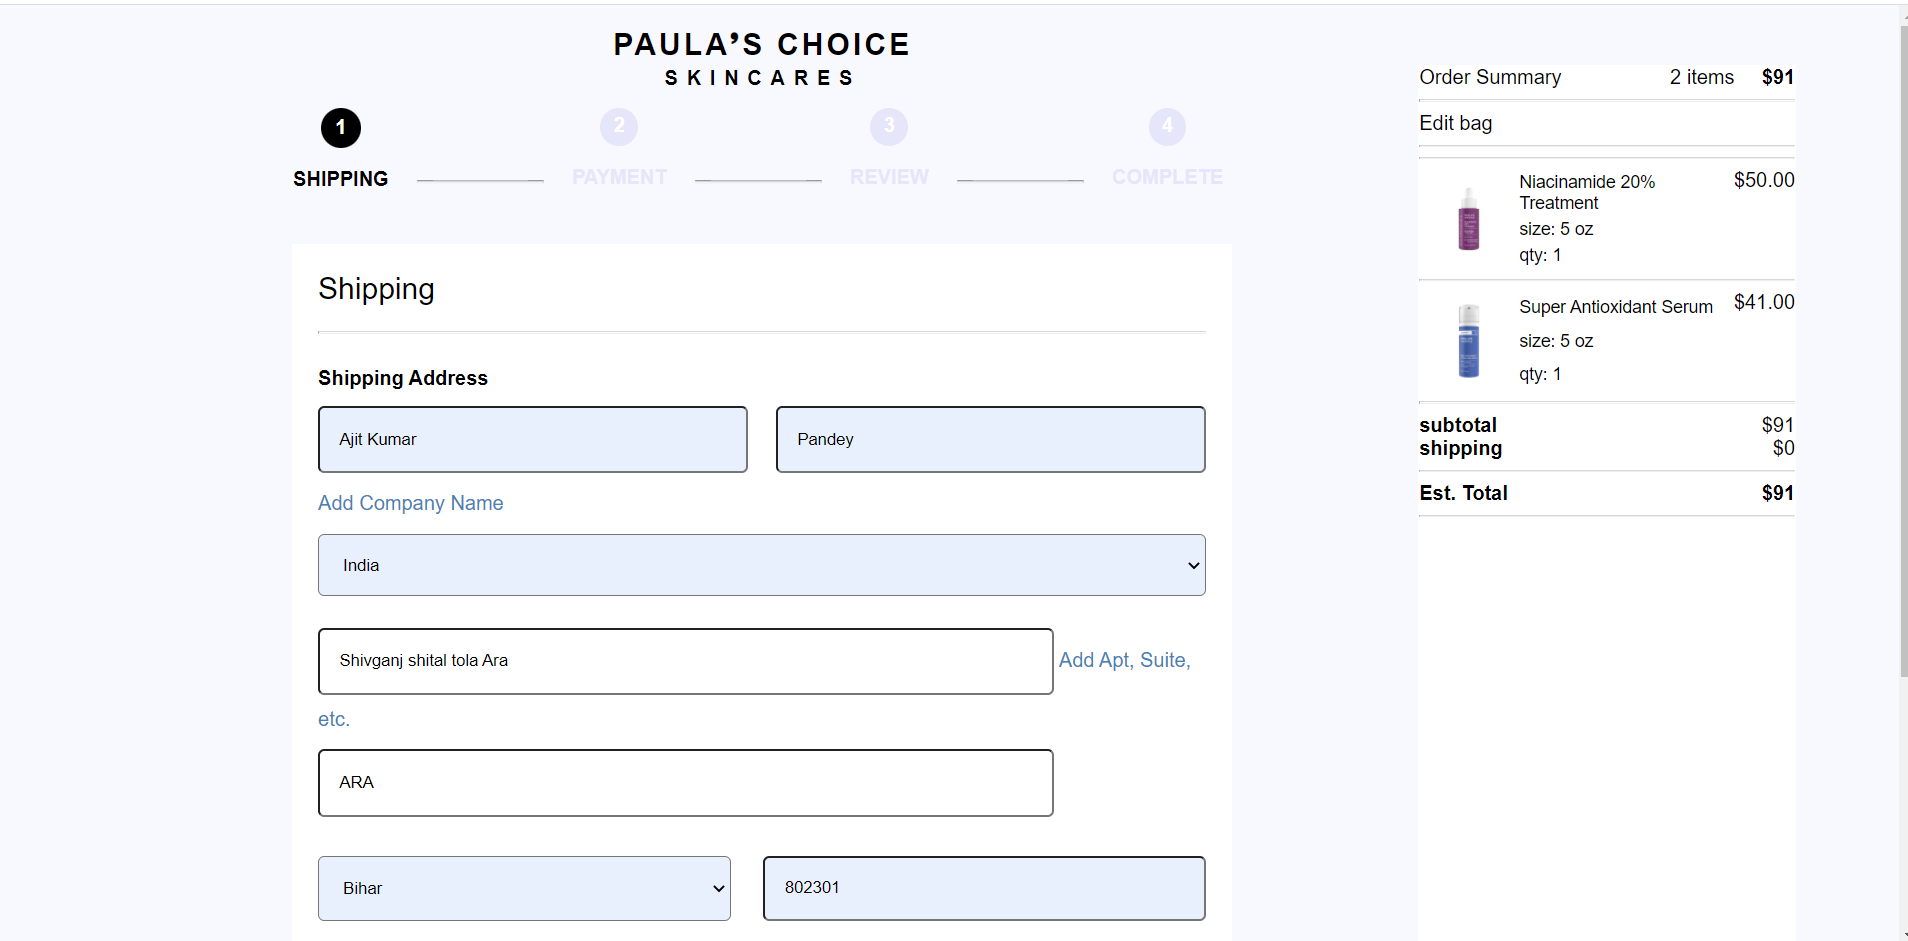 PAULA’S CHOICE
SKINCARES
1
2
3
4
SHIPPING
PAYMENT
REVIEW
COMPLETE
Shipping
Shipping Address
Ajit Kumar
Pandey
Add Company Name
India
Shivganj shital tola Ara
Add Apt, Suite,
etc.
ARA
Bihar
802301
Order Summary 2 items $91
Edit bag
Niacinamide 20% $50.00
Treatment
size: 5 oz
qty: 1
Super Antioxidant Serum $41.00
size: 5 oz
qty: 1
subtotal $91
shipping $0
Est. Total $91